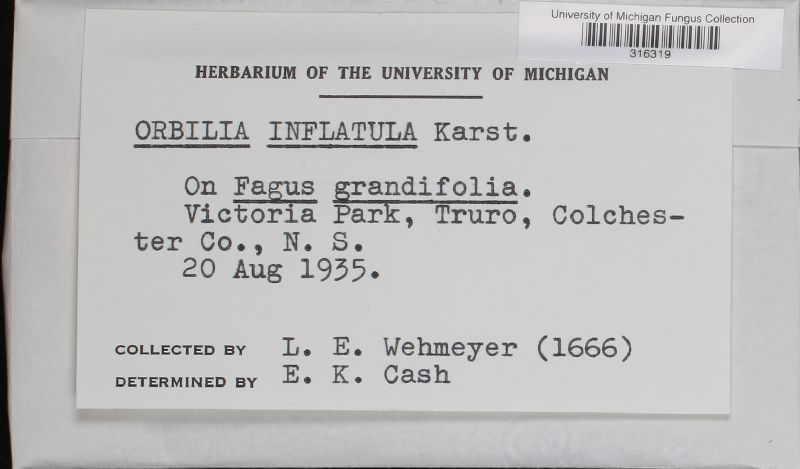 University of Michigan Fungus Collection
316319
HERBARIUM OF THE UNIVERSITY OF MICHIGAN
ORBILIA INFLATULA Karst.
On Fagus grandifolia.
Victoria Park, Truro, Colches-
ter Co., N. S.
20 Aug 1935.
COLLECTED BY L. E. Wehmeyer (1666)
DETERMINED BY E. K. Cash